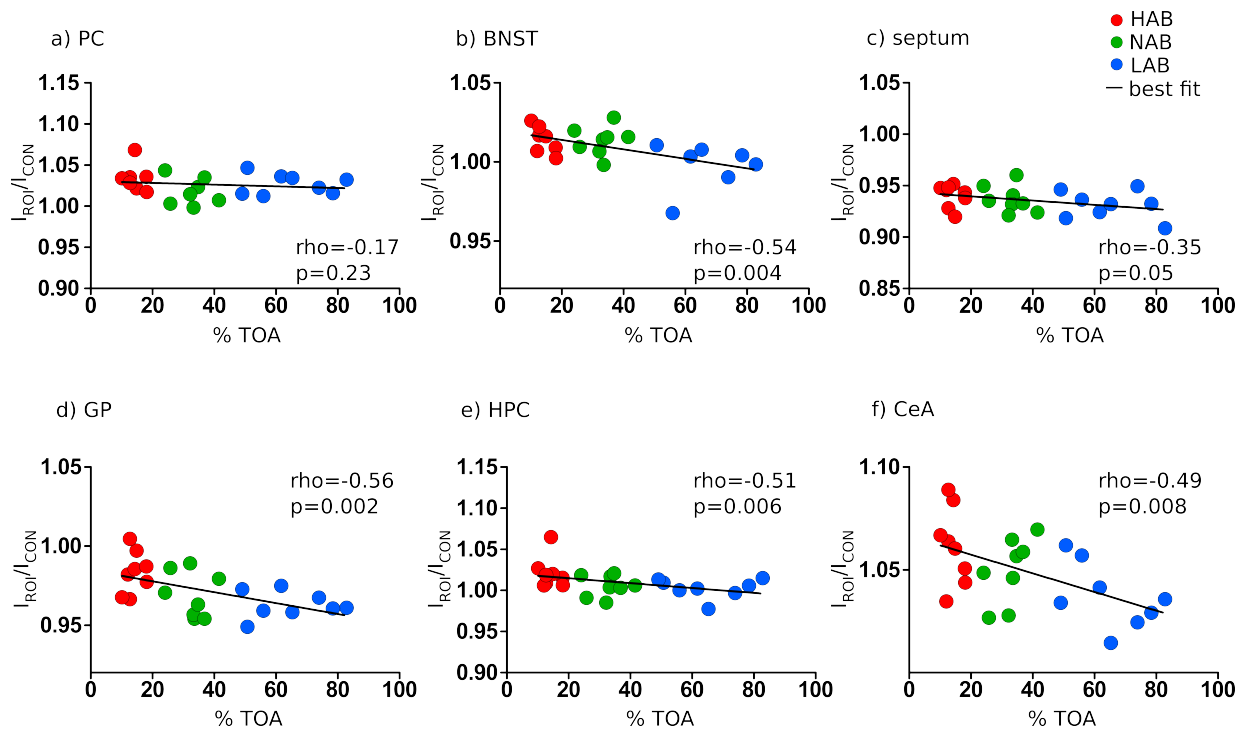 HAB
NAB
LAB
best fit
a) PC
1.15
1.10
1.05
1.00
0.95
0.90
I_ROI/I_CON
rho=-0.17
p=0.23
0 20 40 60 80 100
% TOA
b) BNST
1.05
1.00
0.95
I_ROI/I_CON
rho=-0.54
p=0.004
0 20 40 60 80 100
% TOA
c) septum
1.05
1.00
0.95
0.90
0.85
I_ROI/I_CON
rho=-0.35
p=0.05
0 20 40 60 80 100
% TOA
d) GP
1.05
1.00
0.95
I_ROI/I_CON
rho=-0.56
p=0.002
0 20 40 60 80 100
% TOA
e) HPC
1.15
1.10
1.05
1.00
0.95
0.90
I_ROI/I_CON
rho=-0.51
p=0.006
0 20 40 60 80 100
% TOA
f) CeA
1.10
1.05
I_ROI/I_CON
rho=-0.49
p=0.008
0 20 40 60 80 100
% TOA